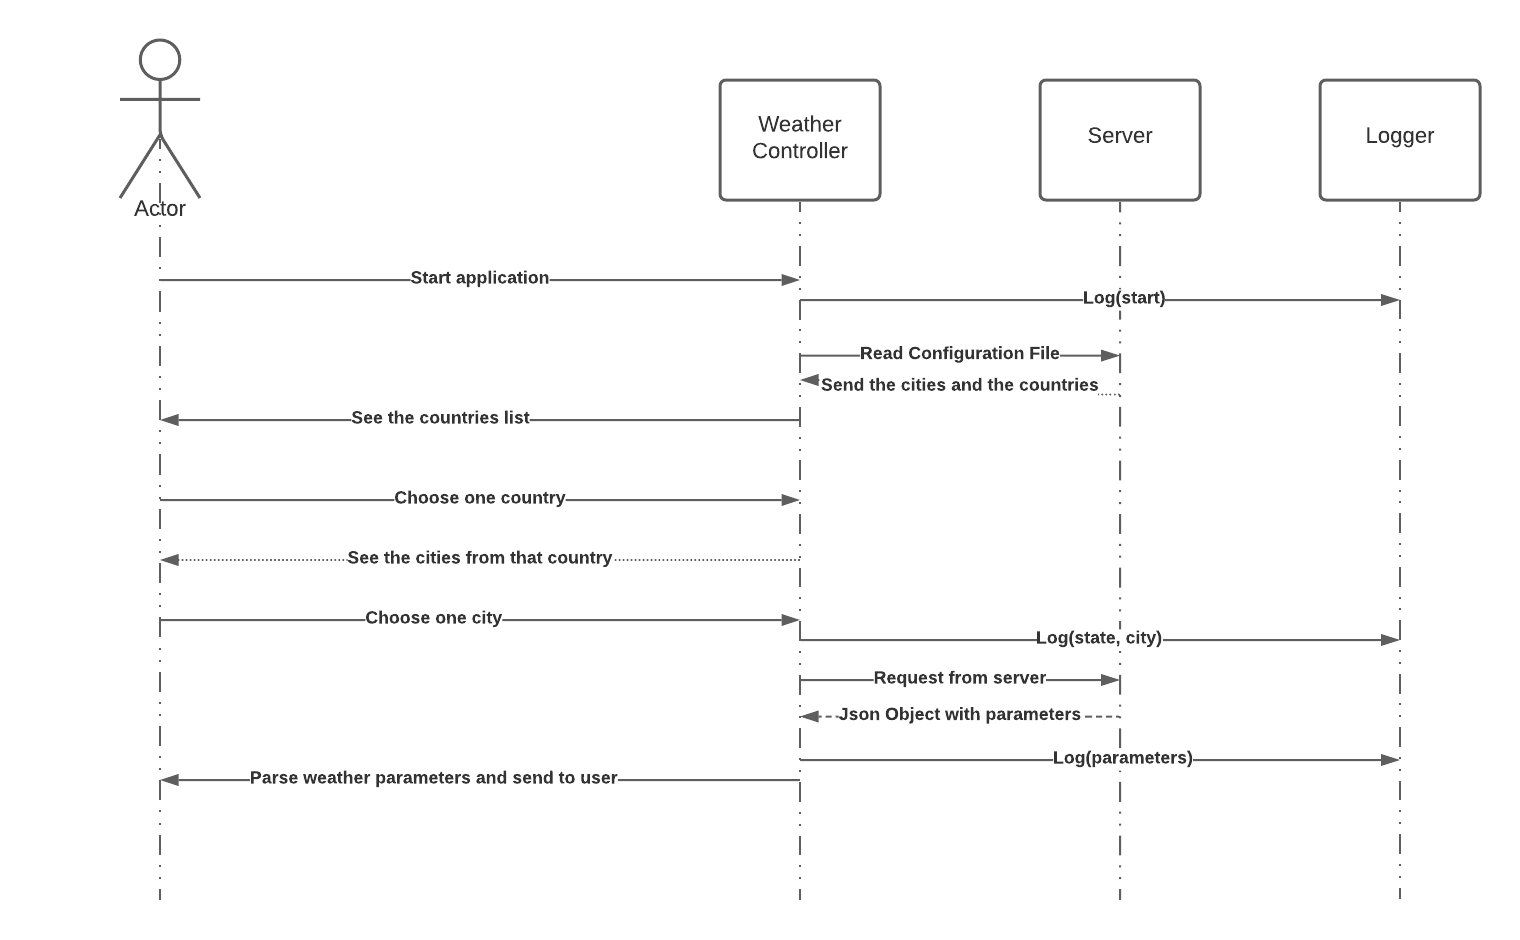 Weather
Controller
Server
Logger
Actor
Start application
Log(start)
Read Configuration File
Send the cities and the countries
See the countries list
Choose one country
See the cities from that country
Choose one city
Log(state, city)
Request from server
Json Object with parameters
Log(parameters)
Parse weather parameters and send to user